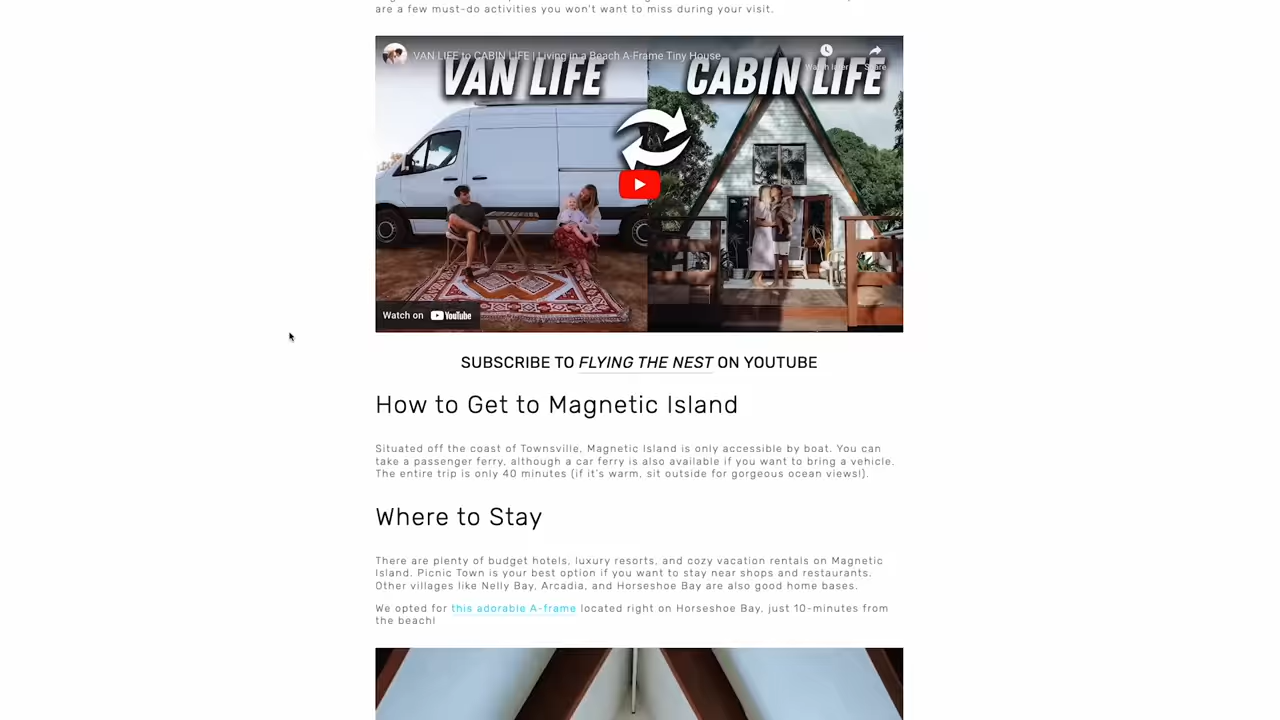 are a few must-do activities you won't want to miss during your visit.
VAN LIFE to CABIN LIFE | Living in a Beach A-Frame Tiny House
Watch later
Share
VAN LIFE
CABIN LIFE
Watch on YouTube
SUBSCRIBE TO FLYING THE NEST ON YOUTUBE
How to Get to Magnetic Island
Situated off the coast of Townsville, Magnetic Island is only accessible by boat. You can
take a passenger ferry, although a car ferry is also available if you want to bring a vehicle.
The entire trip is only 40 minutes (if it's warm, sit outside for gorgeous ocean views!).
Where to Stay
There are plenty of budget hotels, luxury resorts, and cozy vacation rentals on Magnetic
Island. Picnic Town is your best option if you want to stay near shops and restaurants.
Other villages like Nelly Bay, Arcadia, and Horseshoe Bay are also good home bases.
We opted for this adorable A-frame located right on Horseshoe Bay, just 10-minutes from
the beach!